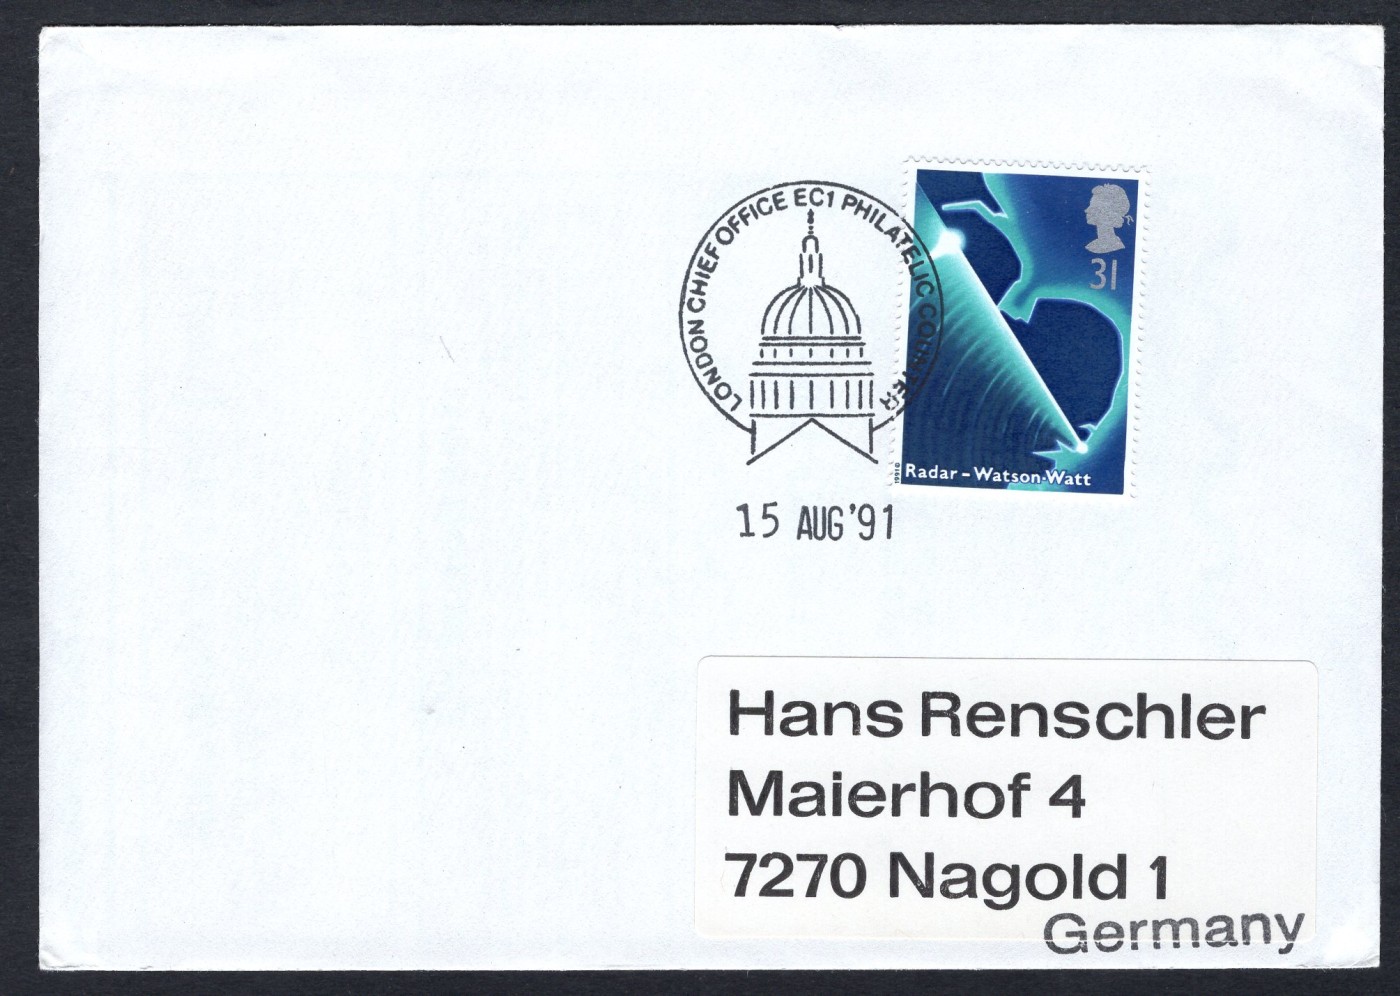 LONDON CHIEF OFFICE EC1 PHILATELIC COUNTER
15 AUG '91
31
1991©
Radar – Watson-Watt
Hans Renschler
Maierhof 4
7270 Nagold 1
Germany